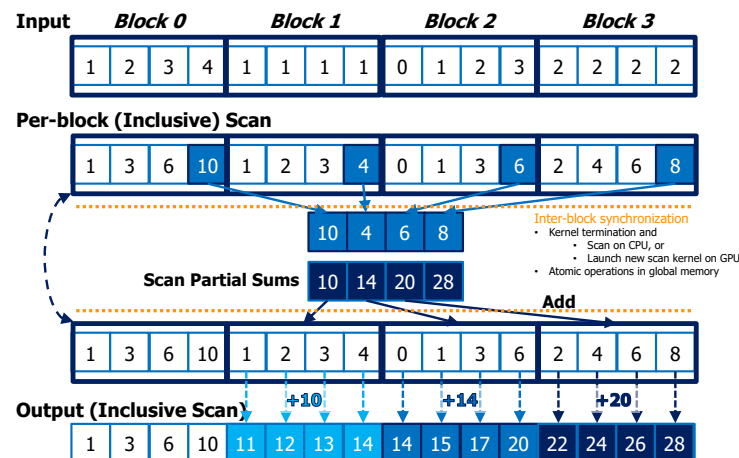 Input Block 0 Block 1 Block 2 Block 3
1 2 3 4 1 1 1 1 0 1 2 3 2 2 2 2
Per-block (Inclusive) Scan
1 3 6 10 1 2 3 4 0 1 3 6 2 4 6 8
Inter-block synchronization
• Kernel termination and
• Scan on CPU, or
• Launch new scan kernel on GPU
• Atomic operations in global memory
10 4 6 8
Scan Partial Sums 10 14 20 28
Add
1 3 6 10 1 2 3 4 0 1 3 6 2 4 6 8
+10 +14 +20
Output (Inclusive Scan)
1 3 6 10 11 12 13 14 14 15 17 20 22 24 26 28